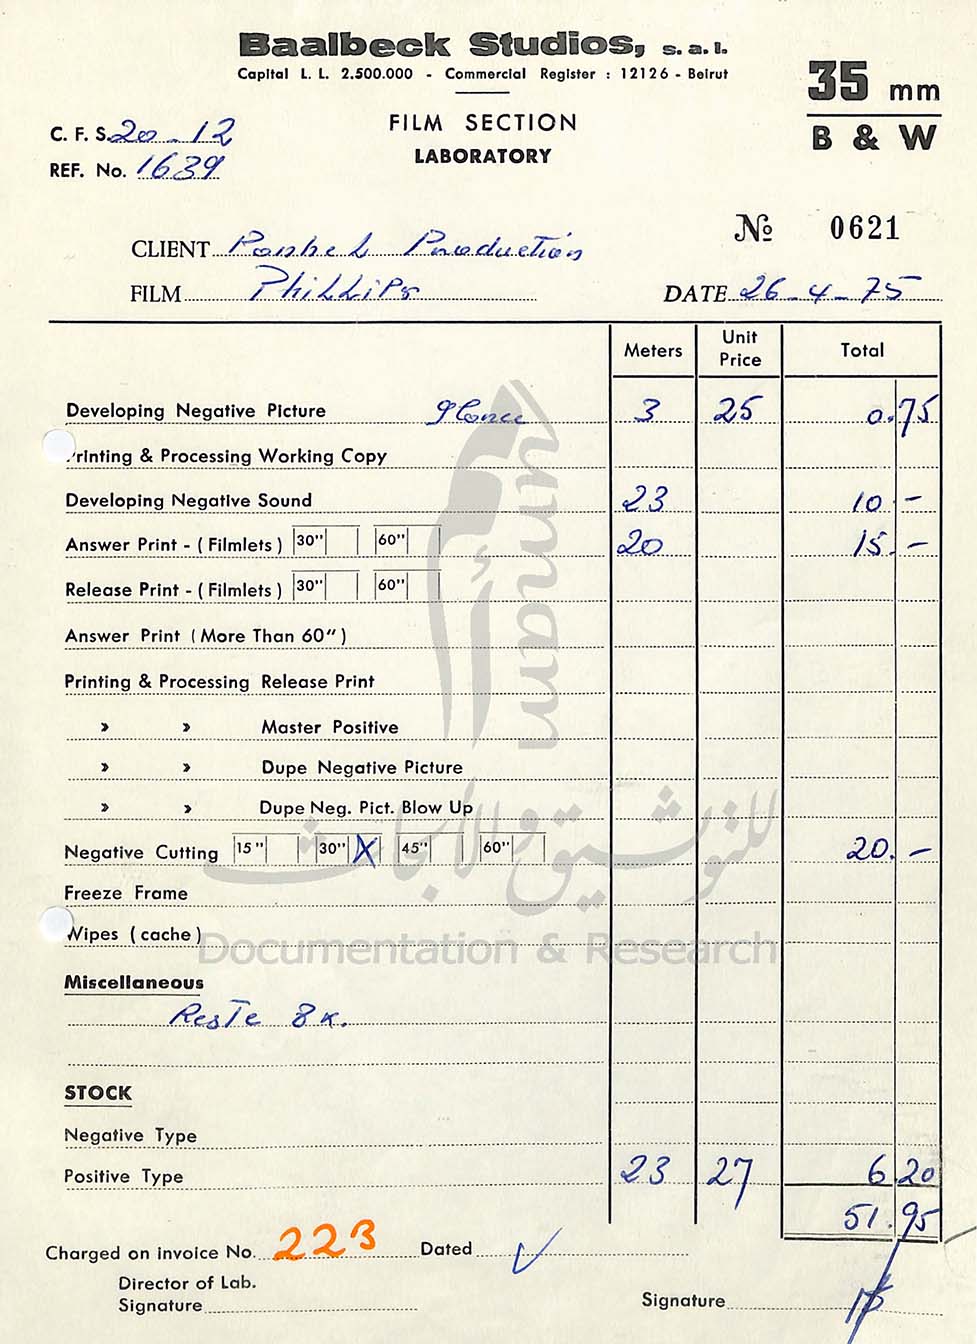 Baalbeck Studios, s.a.l.
Capital L. L. 2.500.000 - Commercial Register : 12126 - Beirut
35 mm
B & W
FILM SECTION
LABORATORY
C. F. S. 20-12
REF. No. 1639
№ 0621
CLIENT Production
FILM PhiLLiPs
DATE 26-4-75
Meters Unit Price Total
Developing Negative Picture 3 25 0.75
Printing & Processing Working Copy
Developing Negative Sound 23 10.-
Answer Print - ( Filmlets ) 30" 60" 20 15.-
Release Print - ( Filmlets ) 30" 60"
Answer Print ( More Than 60" )
Printing & Processing Release Print
» » Master Positive
» » Dupe Negative Picture
» » Dupe Neg. Pict. Blow Up
Negative Cutting 15" 30" X 45" 60" 20.-
Freeze Frame
Wipes ( cache )
Miscellaneous
ResTe 8
STOCK
Negative Type
Positive Type 23 27 6.20
51.95
Charged on invoice No. 223 Dated
Director of Lab.
Signature
Signature
umam
أمم
للتوثيق والأبحاث
Documentation & Research